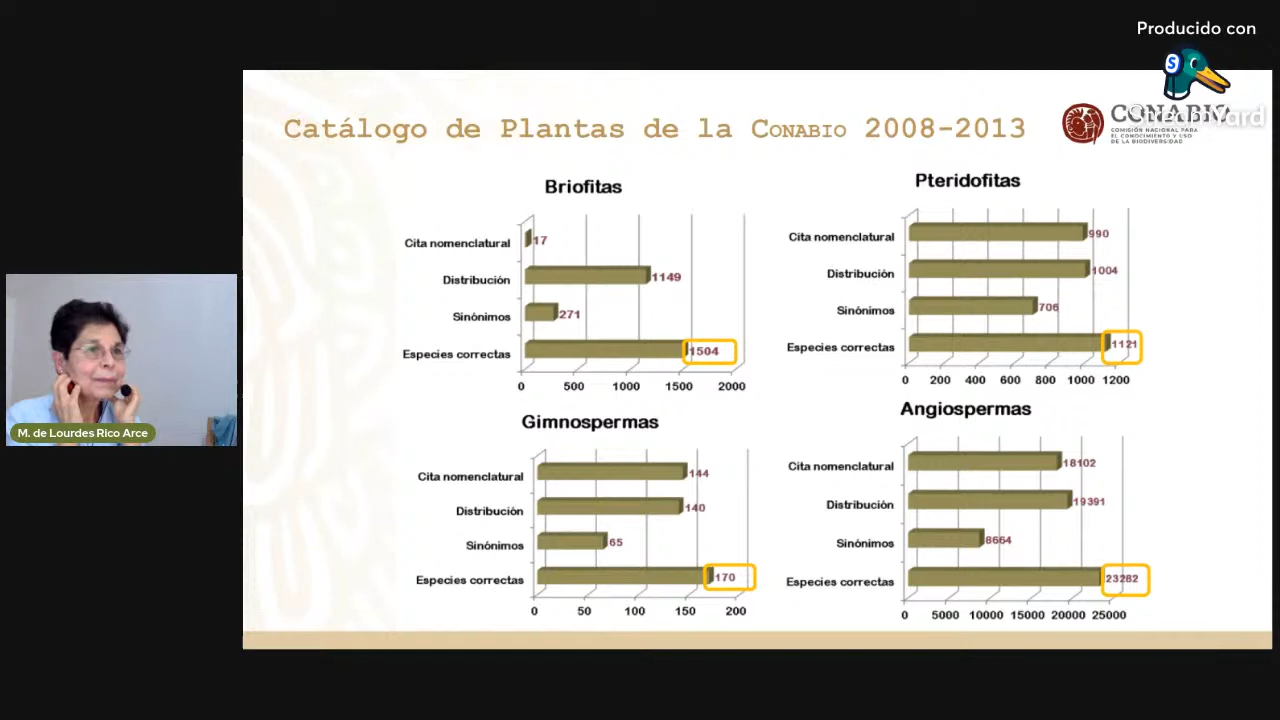 Producido con
StreamYard
Catálogo de Plantas de la CONABIO 2008-2013
CONABIO
COMISIÓN NACIONAL PARA
EL CONOCIMIENTO Y USO
DE LA BIODIVERSIDAD
Briofitas
Cita nomenclatural 17
Distribución 1149
Sinónimos 271
Especies correctas 1504
0 500 1000 1500 2000
Pteridofitas
Cita nomenclatural 990
Distribución 1004
Sinónimos 706
Especies correctas 1121
0 200 400 600 800 1000 1200
Gimnospermas
Cita nomenclatural 144
Distribución 140
Sinónimos 65
Especies correctas 170
0 50 100 150 200
Angiospermas
Cita nomenclatural 18102
Distribución 19391
Sinónimos 8664
Especies correctas 23282
0 5000 10000 15000 20000 25000
M. de Lourdes Rico Arce